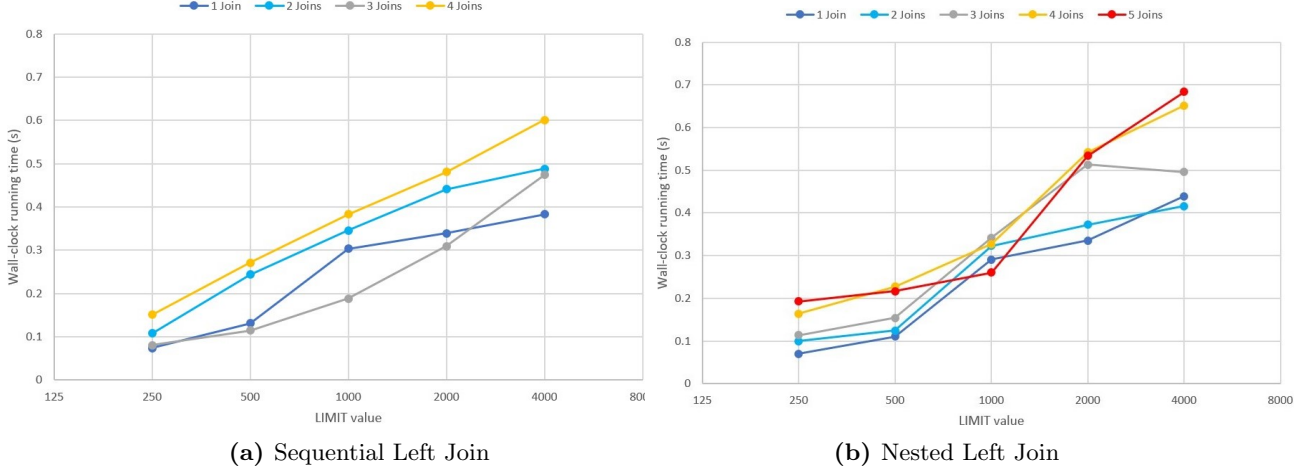 1 Join 2 Joins 3 Joins 4 Joins
0.8
0.7
0.6
0.5
0.4
0.3
0.2
0.1
0
Wall-clock running time (s)
125 250 500 1000 2000 4000 800
LIMIT value
(a) Sequential Left Join
1 Join 2 Joins 3 Joins 4 Joins 5 Joins
0.8
0.7
0.6
0.5
0.4
0.3
0.2
0.1
0
Wall-clock running time (s)
125 250 500 1000 2000 4000 8000
LIMIT value
(b) Nested Left Join